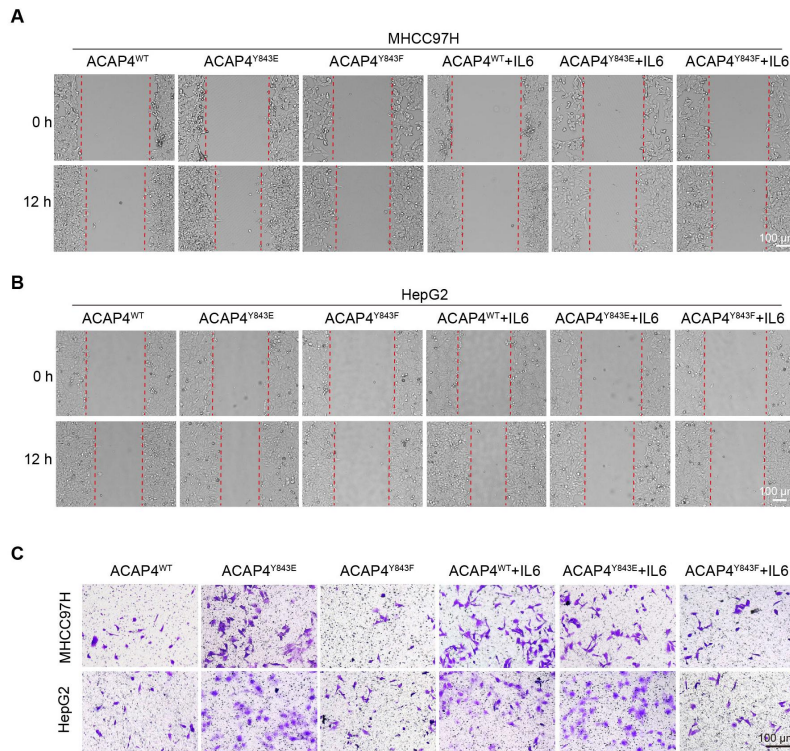 A
MHCC97H
ACAP4WT ACAP4Y843E ACAP4Y843F ACAP4WT+IL6 ACAP4Y843E+IL6 ACAP4Y843F+IL6
0 h
12 h
100 μm
B
HepG2
ACAP4WT ACAP4Y843E ACAP4Y843F ACAP4WT+IL6 ACAP4Y843E+IL6 ACAP4Y843F+IL6
0 h
12 h
100 μm
C
ACAP4WT ACAP4Y843E ACAP4Y843F ACAP4WT+IL6 ACAP4Y843E+IL6 ACAP4Y843F+IL6
MHCC97H
HepG2
100 μm